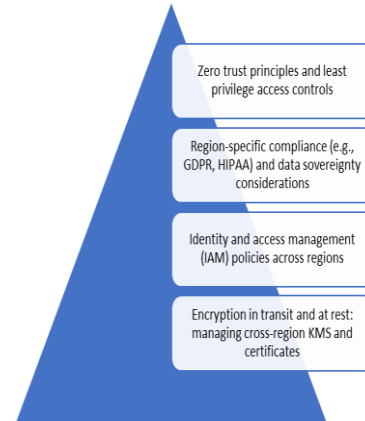 Zero trust principles and least
privilege access controls
Region-specific compliance (e.g.,
GDPR, HIPAA) and data sovereignty
considerations
Identity and access management
(IAM) policies across regions
Encryption in transit and at rest:
managing cross-region KMS and
certificates